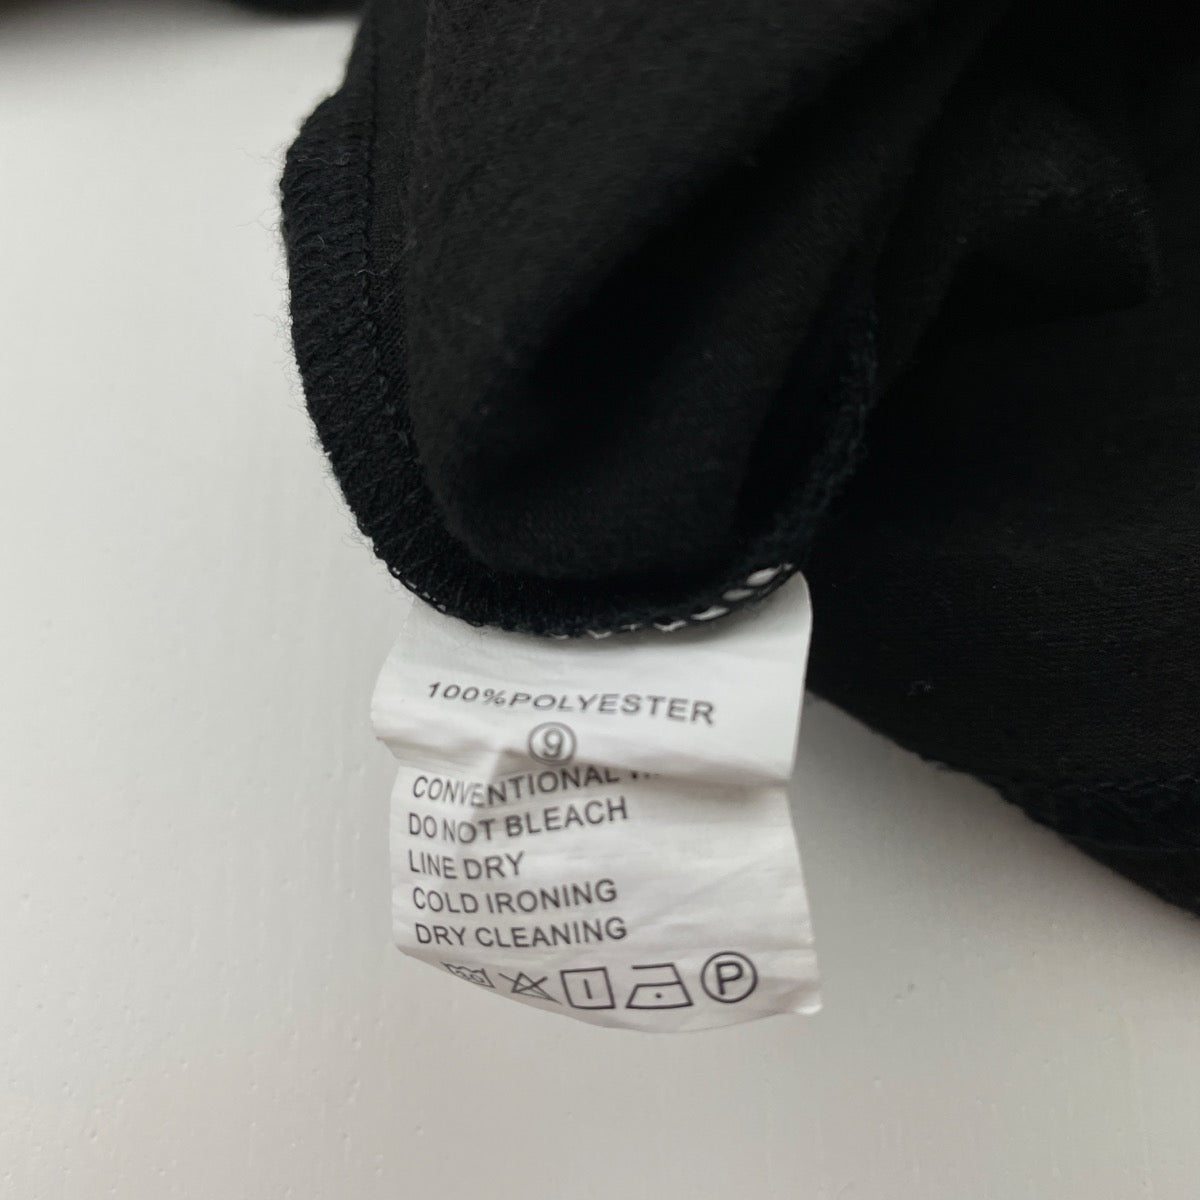 100%POLYESTER
9
CONVENTIONAL
DO NOT BLEACH
LINE DRY
COLD IRONING
DRY CLEANING
P